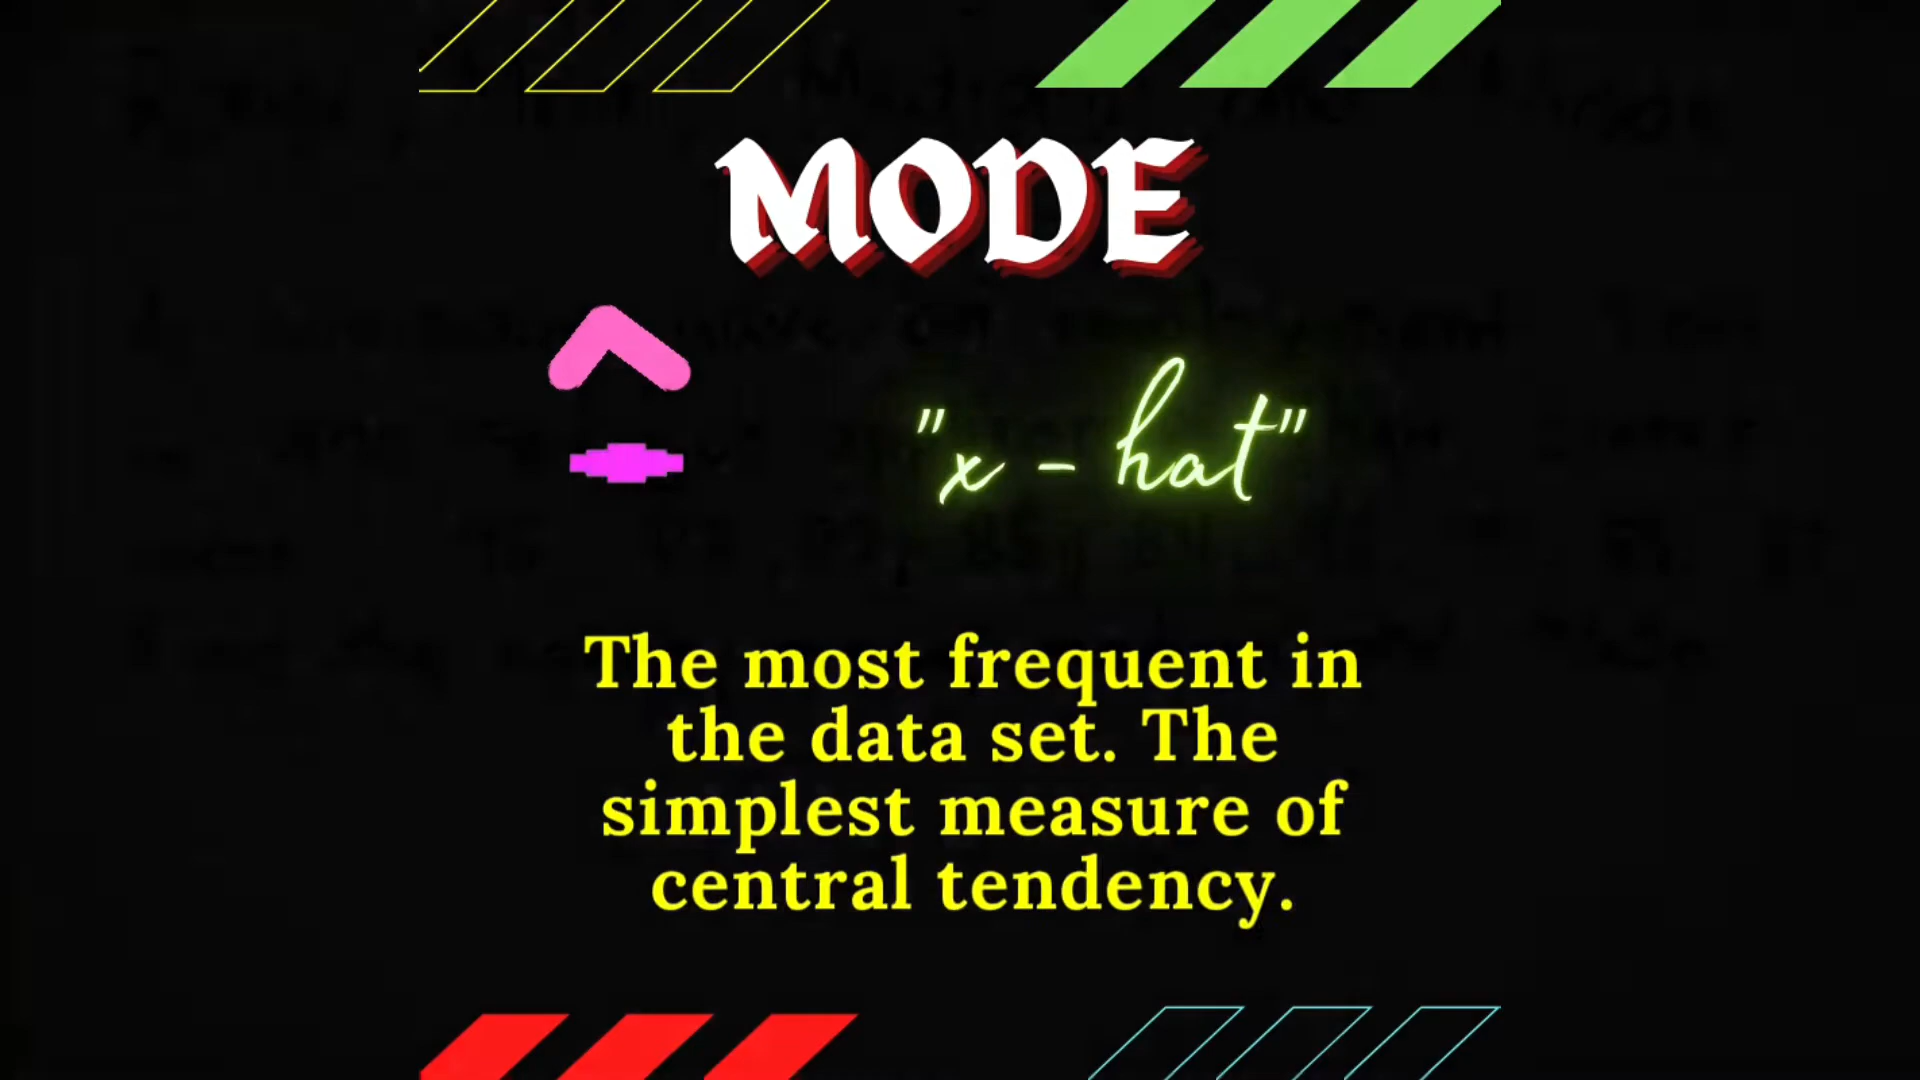 MODE
"x - hat"
The most frequent in
the data set. The
simplest measure of
central tendency.